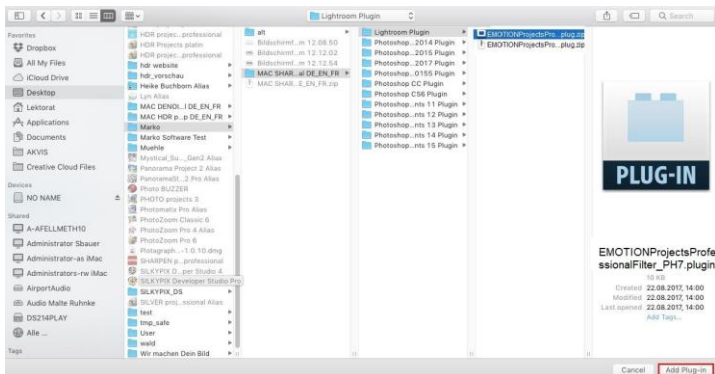 Lightroom Plugin
Search
Favorites
Dropbox
All My Files
iCloud Drive
Desktop
Lektorat
Applications
Documents
AKVIS
Creative Cloud Files
Devices
NO NAME
Shared
A-AFELLMETH10
Administrator Sbauer
Administrator-as iMac
Administrators-rw iMac
AirportAudio
Audio Malte Ruhnke
DS214PLAY
Alle ...
Tags
HDR projec...professional
HDR Projects platin
HDR projec...professional
hdr website
hdr_vorschau
Heike Buchborn Alias
Lyn Alias
MAC DENOI...l DE_EN_FR
MAC HDR p...p DE_EN_FR
Marko
Marko Software Test
Muehle
Mystical_Su..._Gen2 Alias
Panorama Project 2 Alias
PanoramaSt...2 Pro Alias
Photo BUZZER
PHOTO projects 3
Photomatix Pro Alias
PhotoZoom Classic 6
PhotoZoom Pro 4 Alias
PhotoZoom Pro 6
Pixtagraph...-1.0.10.dmg
SHARPEN p...professional
SILKYPIX D...per Studio 4
SILKYPIX Developer Studio Pro
SILKYPIX_DS
SILVER proj...ssional Alias
test
tmp_safe
User
wald
Wir machen Dein Bild
alt
Bildschirmf...m 12.08.50
Bildschirmf...m 12.12.02
Bildschirmf...m 12.12.54
MAC SHAR...al DE_EN_FR
MAC SHAR...E_EN_FR.zip
Lightroom Plugin
Photoshop...2014 Plugin
Photoshop...2015 Plugin
Photoshop...2017 Plugin
Photoshop...0155 Plugin
Photoshop CC Plugin
Photoshop CS6 Plugin
Photoshop...nts 11 Plugin
Photoshop...nts 12 Plugin
Photoshop...nts 13 Plugin
Photoshop...nts 14 Plugin
Photoshop...nts 15 Plugin
EMOTIONProjectsPro...plug.zip
EMOTIONProjectsPro...plug.zip
PLUG-IN
EMOTIONProjectsProfe
ssionalFilter_PH7.plugin
10 KB
Created 22.08.2017, 14:00
Modified 22.08.2017, 14:00
Last opened 22.08.2017, 14:00
Add Tags...
Cancel
Add Plug-in